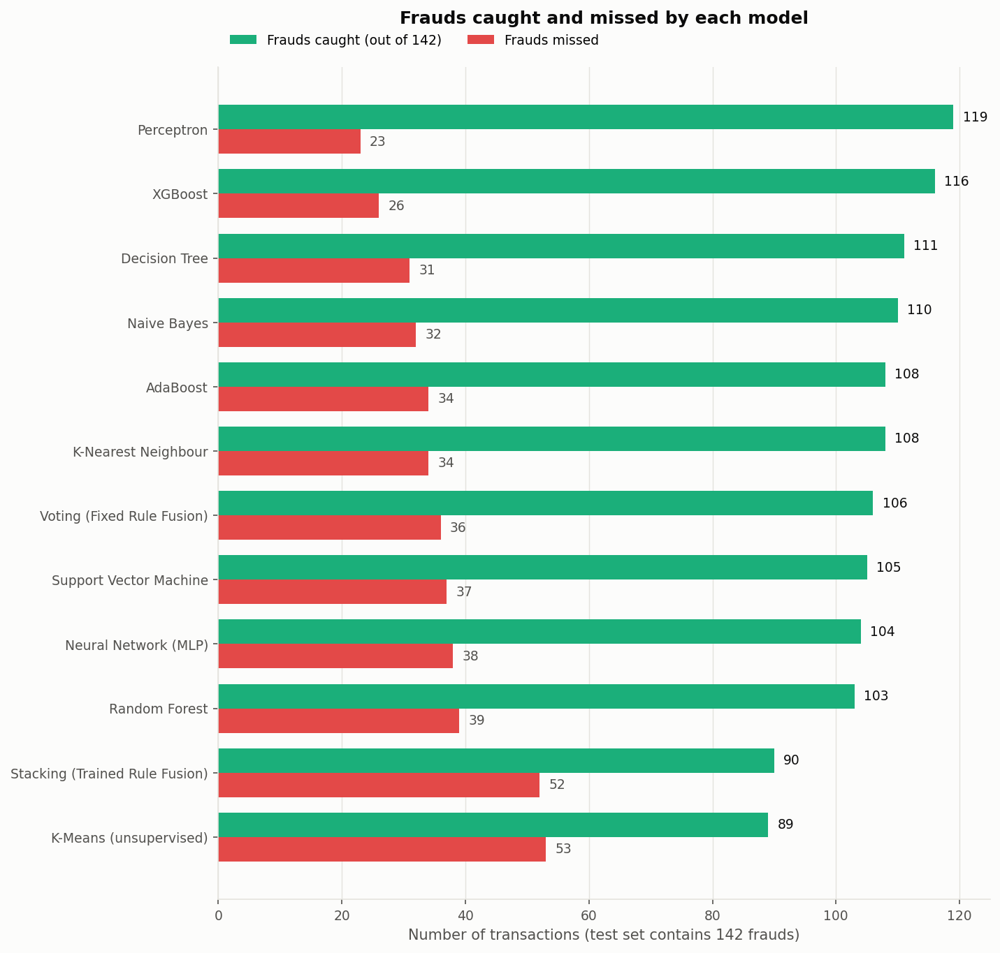 Frauds caught and missed by each model
Frauds caught (out of 142) Frauds missed
119
Perceptron
23
116
XGBoost
26
111
Decision Tree
31
110
Naive Bayes
32
108
AdaBoost
34
108
K-Nearest Neighbour
34
106
Voting (Fixed Rule Fusion)
36
105
Support Vector Machine
37
104
Neural Network (MLP)
38
103
Random Forest
39
90
Stacking (Trained Rule Fusion)
52
89
K-Means (unsupervised)
53
0 20 40 60 80 100 120
Number of transactions (test set contains 142 frauds)